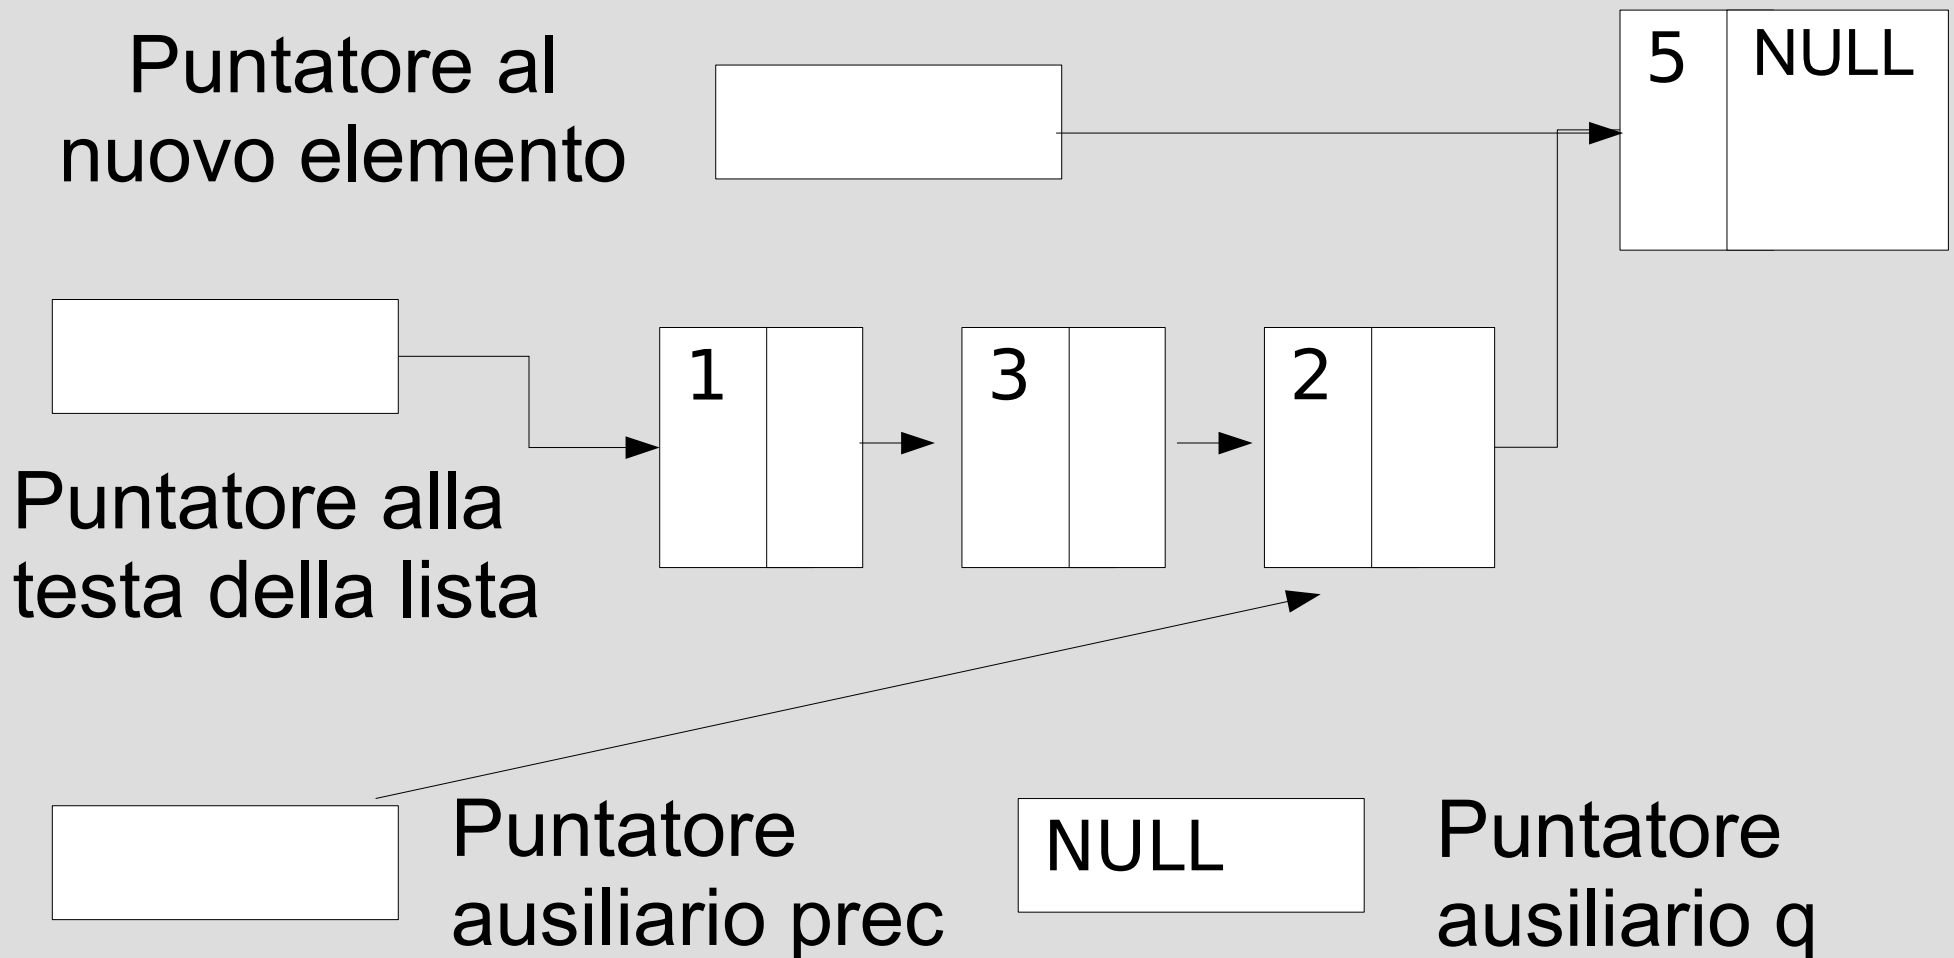 Puntatore al
nuovo elemento
5 NULL
1 3 2
Puntatore alla
testa della lista
Puntatore
ausiliario prec
NULL
Puntatore
ausiliario q